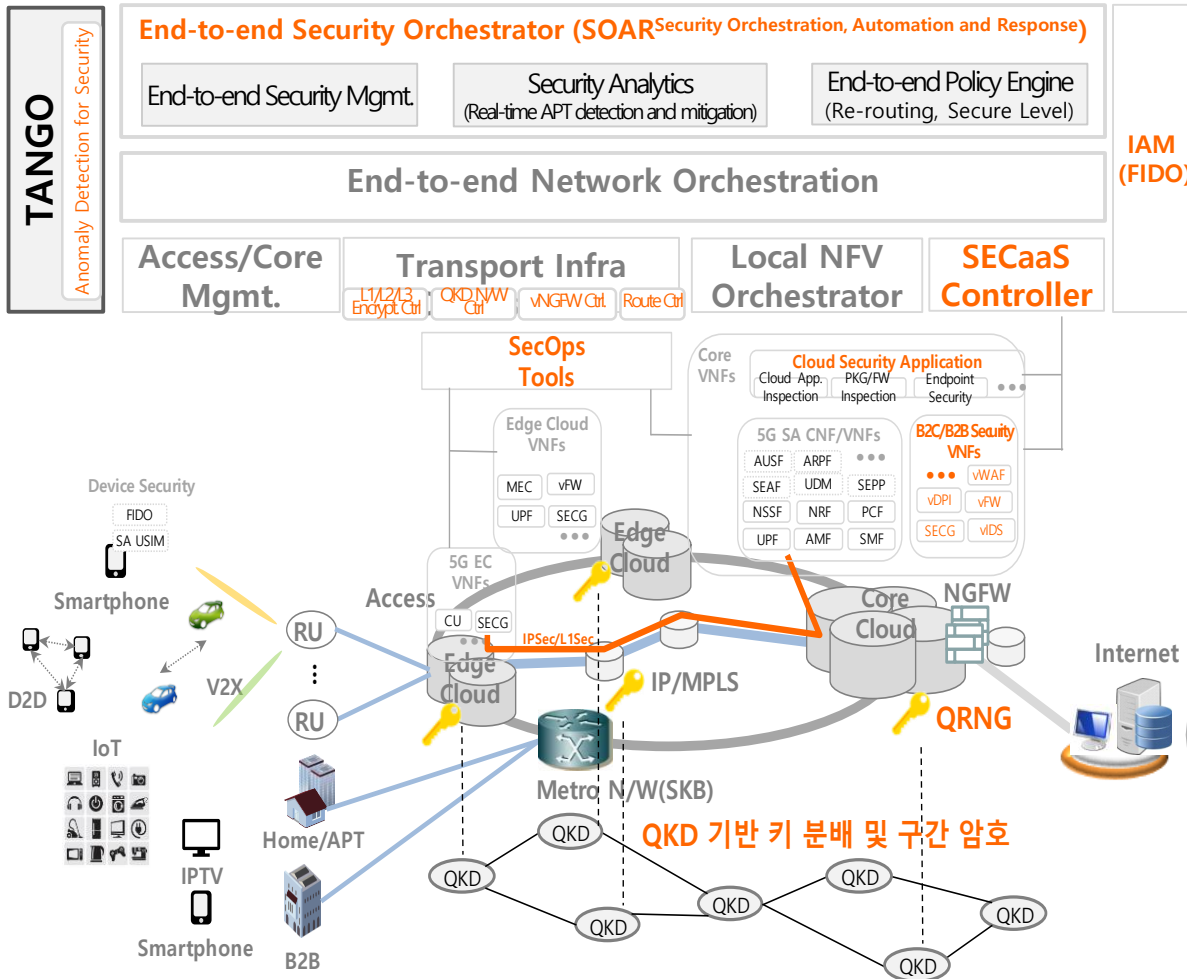 TANGO
Anomaly Detection for Security
End-to-end Security Orchestrator (SOAR Security Orchestration, Automation and Response)
End-to-end Security Mgmt.
Security Analytics
(Real-time APT detection and mitigation)
End-to-end Policy Engine
(Re-routing, Secure Level)
IAM
(FIDO)
End-to-end Network Orchestration
Access/Core
Mgmt.
Transport Infra
L1/L2/L3
Encrypt. Ctrl
QKD N/W
Ctrl
vNGFW Ctrl.
Route Ctrl
Local NFV
Orchestrator
SECaaS
Controller
SecOps
Tools
Core
VNFs
Cloud Security Application
Cloud App.
Inspection
PKG/FW
Inspection
Endpoint
Security
Edge Cloud
VNFs
MEC
vFW
UPF
SECG
5G SA CNF/VNFs
AUSF
ARPF
SEAF
UDM
SEPP
NSSF
NRF
PCF
UPF
AMF
SMF
B2C/B2B Security
VNFs
vWAF
vDPI
vFW
SECG
vIDS
Device Security
FIDO
SA USIM
Smartphone
Edge
Cloud
5G EC
VNFs
CU
SECG
Access
RU
RU
IPSec/L1Sec
Core
Cloud
NGFW
Internet
D2D
V2X
Edge
Cloud
IP/MPLS
QRNG
IoT
Metro N/W(SKB)
Home/APT
IPTV
Smartphone
B2B
QKD 기반 키 분배 및 구간 암호
QKD
QKD
QKD
QKD
QKD
QKD
QKD